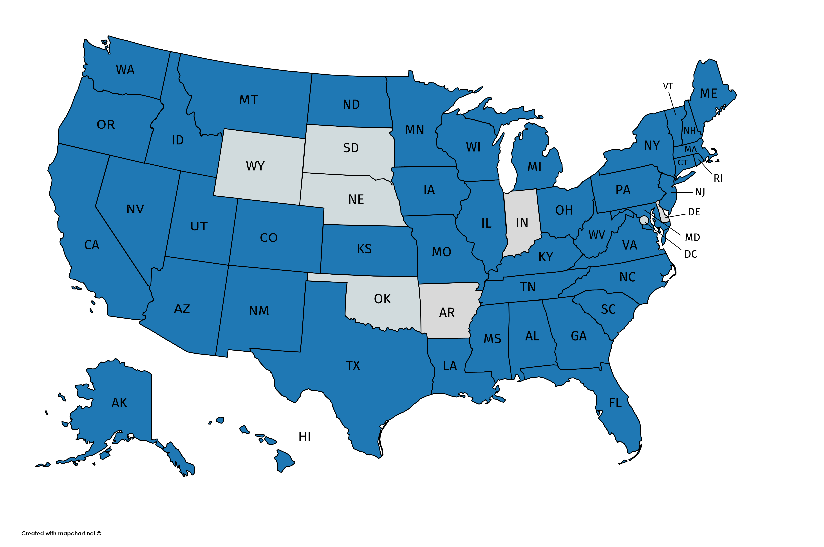 WA
MT
ND
MN
ME
VT
OR
ID
SD
WI
NY
NH
MA
CT
RI
WY
MI
NE
IA
PA
NJ
NV
UT
CO
IL
IN
OH
DE
CA
KS
MO
WV
VA
MD
KY
DC
NC
TN
AZ
NM
OK
AR
SC
MS
AL
GA
TX
LA
AK
FL
HI
Created with mapchart.net ©